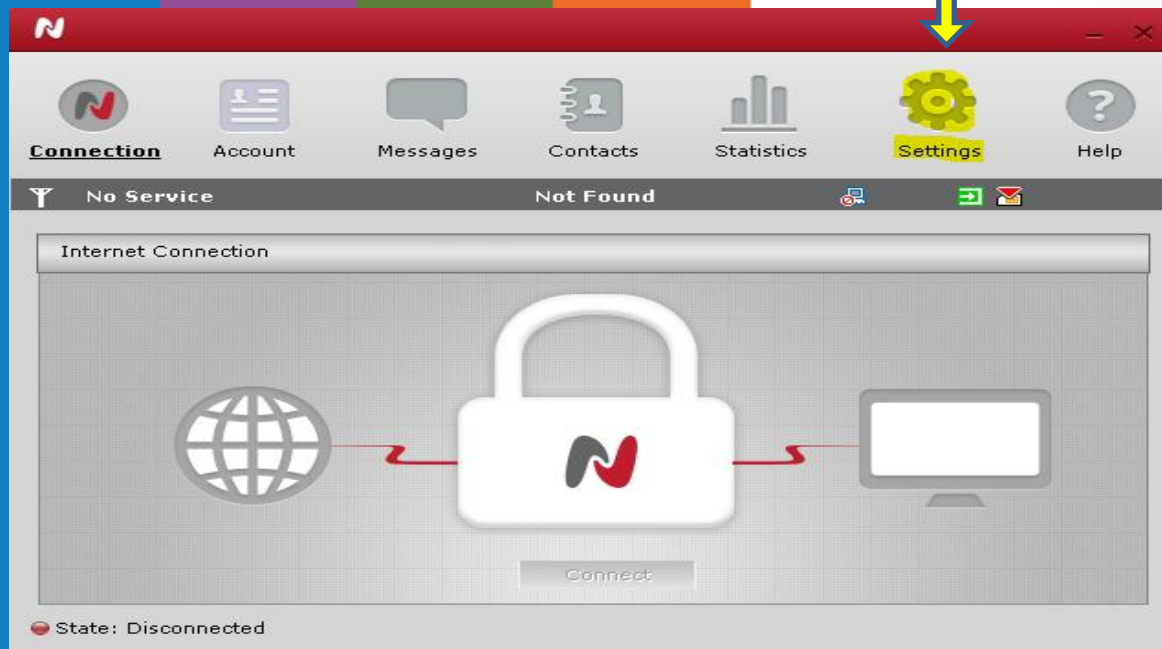 Connection Account Messages Contacts Statistics Settings Help
No Service Not Found
Internet Connection
Connect
State: Disconnected